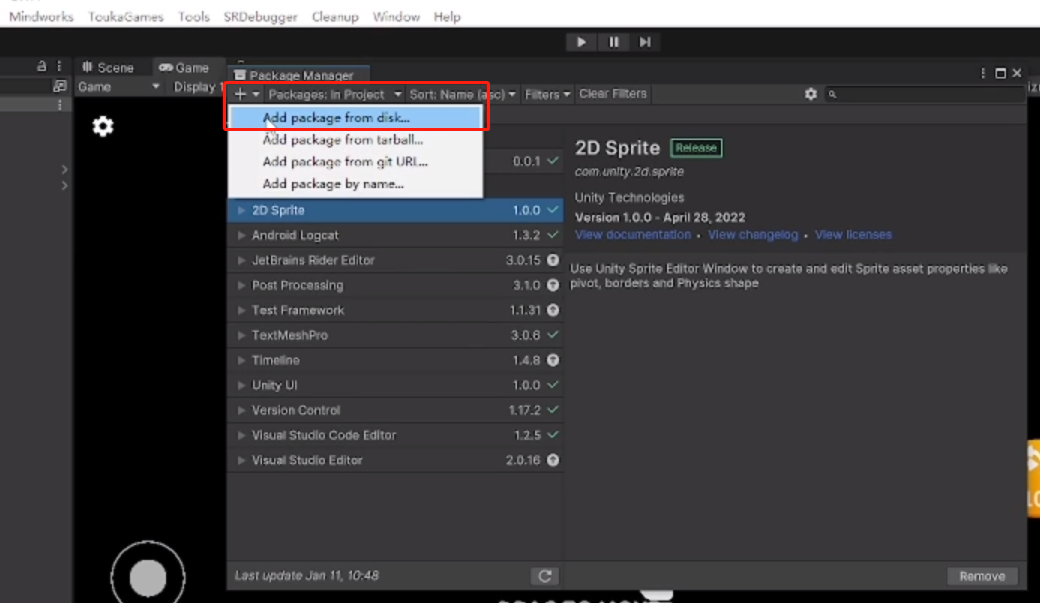 Mindworks ToukaGames Tools SRDebugger Cleanup Window Help
Scene Game
Game Display 1
Package Manager
Packages: In Project Sort: Name (asc) Filters Clear Filters
Add package from disk...
Add package from tarball...
Add package from git URL...
Add package by name...
0.0.1
2D Sprite 1.0.0
Android Logcat 1.3.2
JetBrains Rider Editor 3.0.15
Post Processing 3.1.0
Test Framework 1.1.31
TextMeshPro 3.0.6
Timeline 1.4.8
Unity UI 1.0.0
Version Control 1.17.2
Visual Studio Code Editor 1.2.5
Visual Studio Editor 2.0.16
Last update Jan 11, 10:48
2D Sprite Release
com.unity.2d.sprite
Unity Technologies
Version 1.0.0 - April 28, 2022
View documentation • View changelog • View licenses
Use Unity Sprite Editor Window to create and edit Sprite asset properties like
pivot, borders and Physics shape
Remove